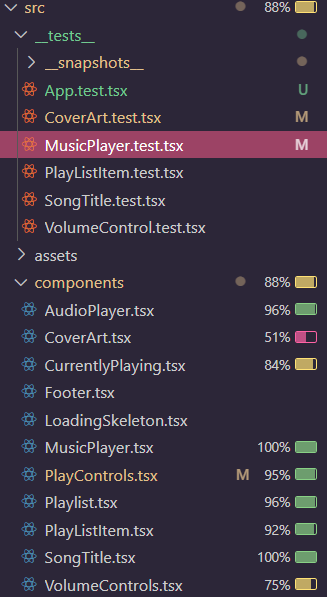 src 88%
__tests__
__snapshots__
App.test.tsx U
CoverArt.test.tsx M
MusicPlayer.test.tsx M
PlayListItem.test.tsx
SongTitle.test.tsx
VolumeControl.test.tsx
assets
components 88%
AudioPlayer.tsx 96%
CoverArt.tsx 51%
CurrentlyPlaying.tsx 84%
Footer.tsx
LoadingSkeleton.tsx
MusicPlayer.tsx 100%
PlayControls.tsx M 95%
Playlist.tsx 96%
PlayListItem.tsx 92%
SongTitle.tsx 100%
VolumeControls.tsx 75%